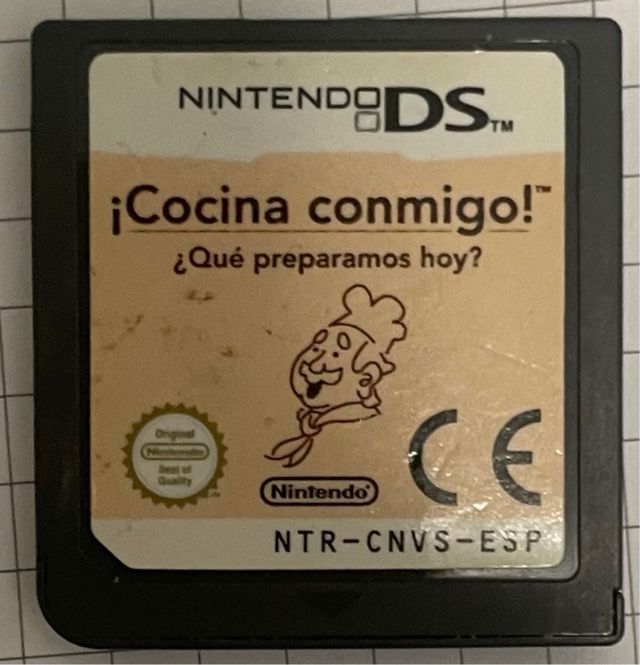 NINTENDO DS™
¡Cocina conmigo!™
¿Qué preparamos hoy?
Original
Nintendo
Seal of
Quality
Nintendo®
CE
NTR-CNVS-ESP